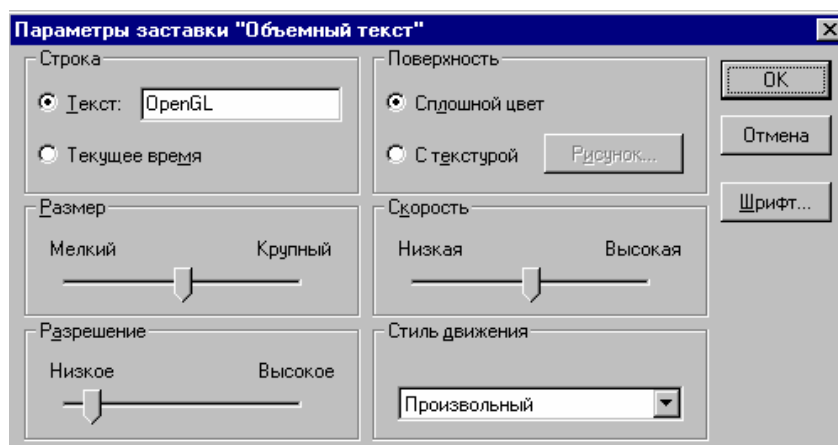 Параметры заставки "Объемный текст"
Строка
Текст: OpenGL
Текущее время
Поверхность
Сплошной цвет
С текстурой Рисунок...
OK
Отмена
Шрифт...
Размер
Мелкий Крупный
Скорость
Низкая Высокая
Разрешение
Низкое Высокое
Стиль движения
Произвольный